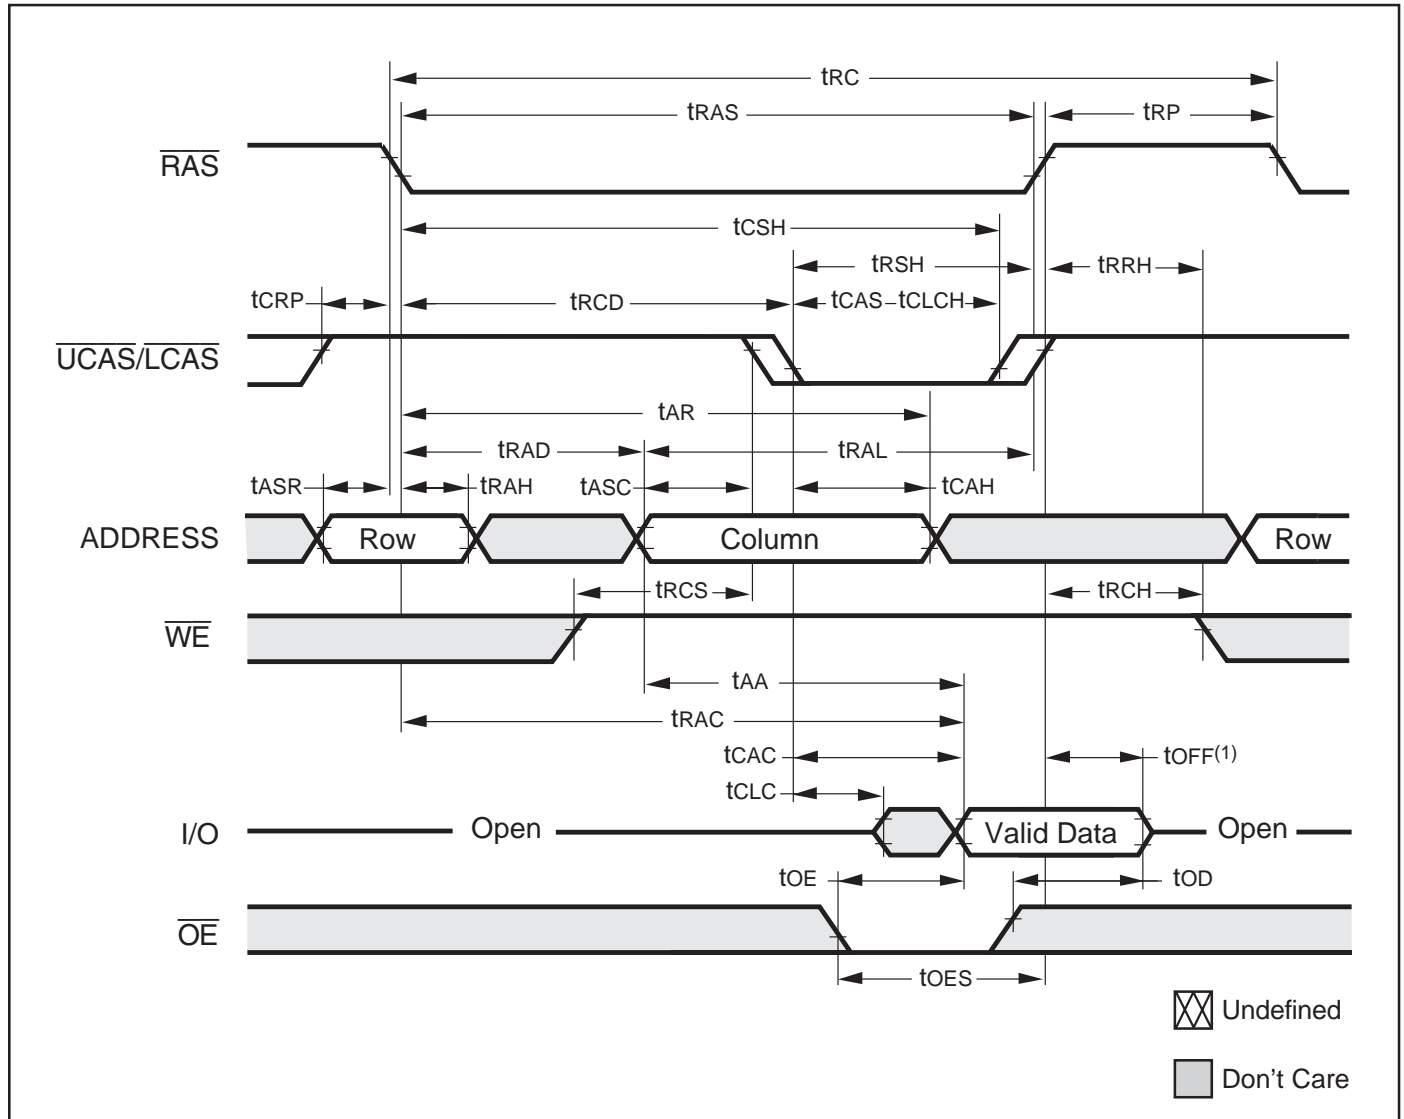 tRC
tRAS tRP
RAS
tCSH
tRSH tRRH
tCRP tRCD tCAS tCLCH
UCAS/LCAS
tAR
tRAD tRAL
tASR tRAH tASC tCAH
ADDRESS Row Column Row
tRCS tRCH
WE
tAA
tRAC
tCAC tOFF(1)
tCLC
I/O Open Valid Data Open
tOE tOD
OE
tOES
Undefined
Don't Care